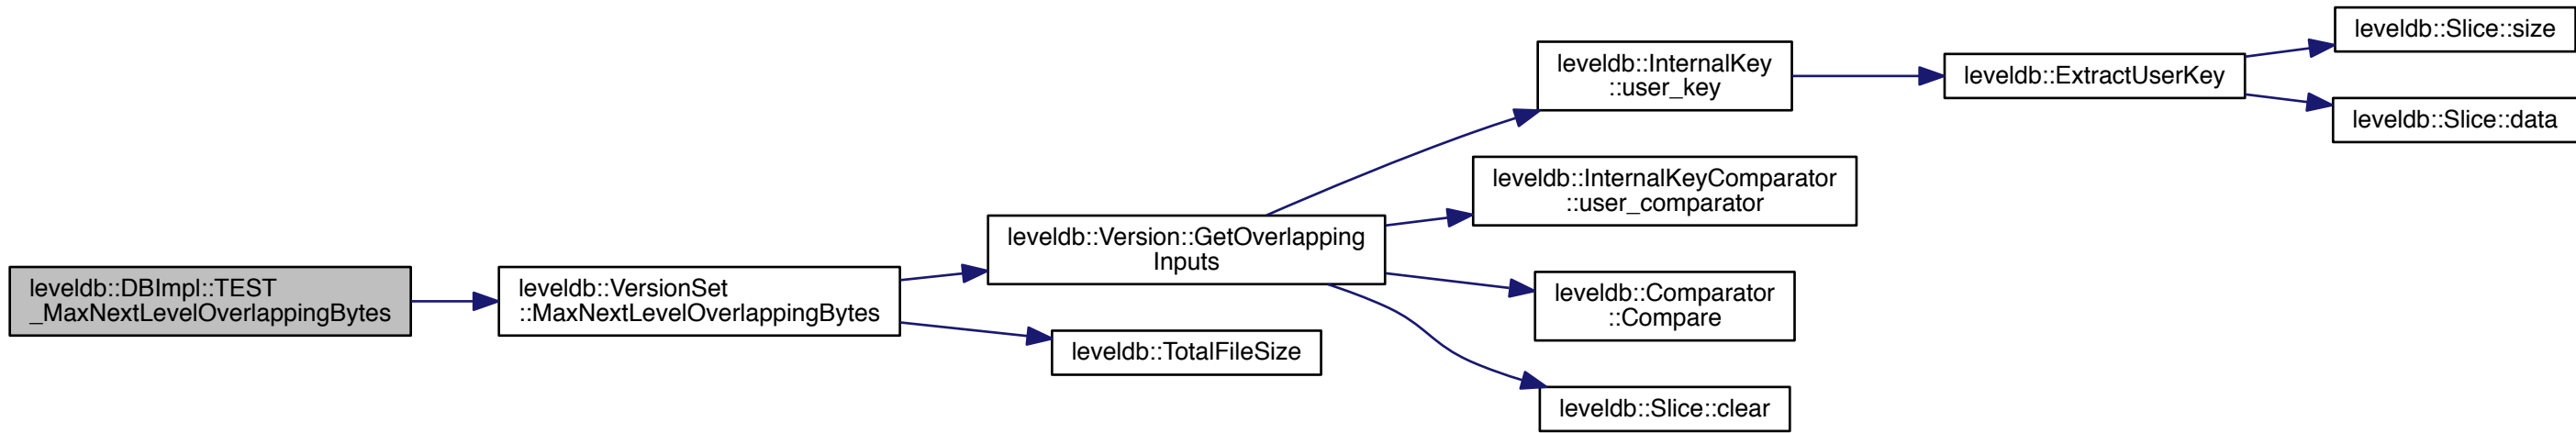 leveldb::DBImpl::TEST
_MaxNextLevelOverlappingBytes
leveldb::VersionSet
::MaxNextLevelOverlappingBytes
leveldb::Version::GetOverlapping
Inputs
leveldb::TotalFileSize
leveldb::InternalKey
::user_key
leveldb::InternalKeyComparator
::user_comparator
leveldb::Comparator
::Compare
leveldb::Slice::clear
leveldb::ExtractUserKey
leveldb::Slice::size
leveldb::Slice::data